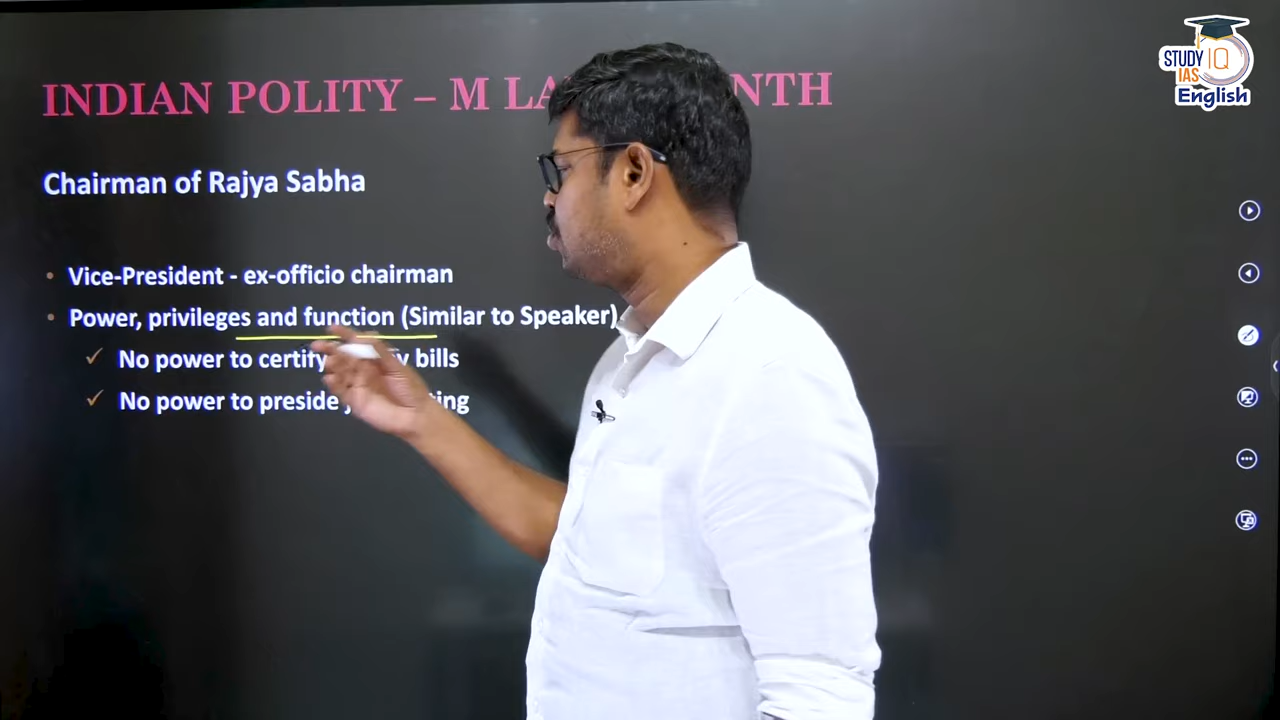 INDIAN POLITY – M LA NTH
STUDY IQ
IAS
English
Chairman of Rajya Sabha
• Vice-President - ex-officio chairman
• Power, privileges and function (Similar to Speaker)
✓ No power to certify bills
✓ No power to preside